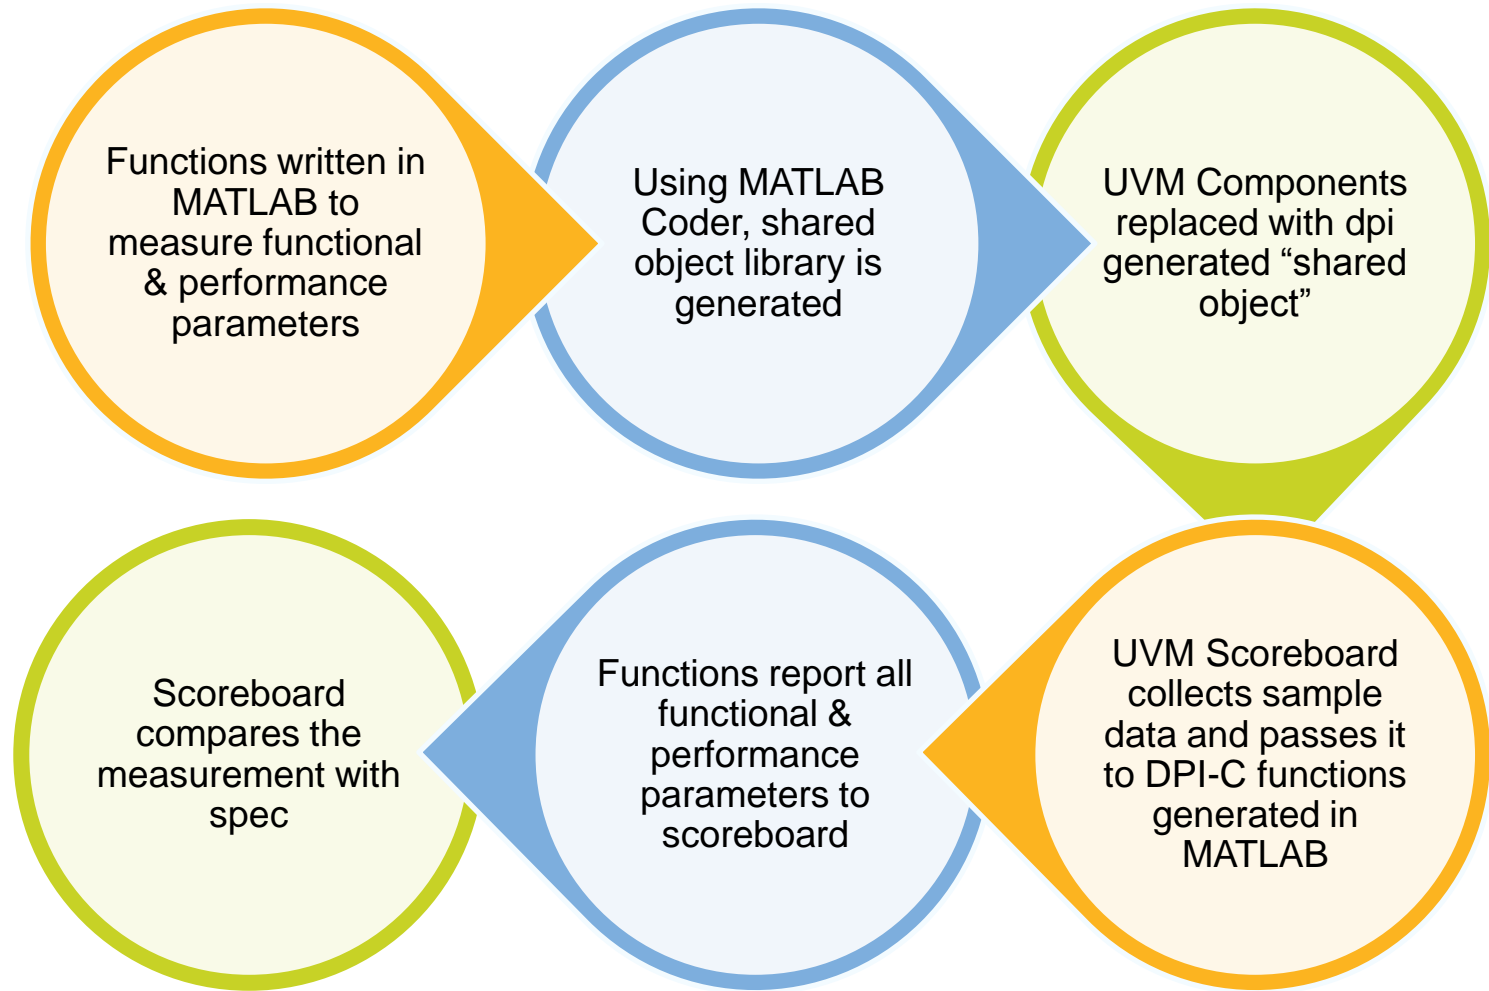 Functions written in
MATLAB to
measure functional
& performance
parameters
Using MATLAB
Coder, shared
object library is
generated
UVM Components
replaced with dpi
generated “shared
object”
UVM Scoreboard
collects sample
data and passes it
to DPI-C functions
generated in
MATLAB
Functions report all
functional &
performance
parameters to
scoreboard
Scoreboard
compares the
measurement with
spec